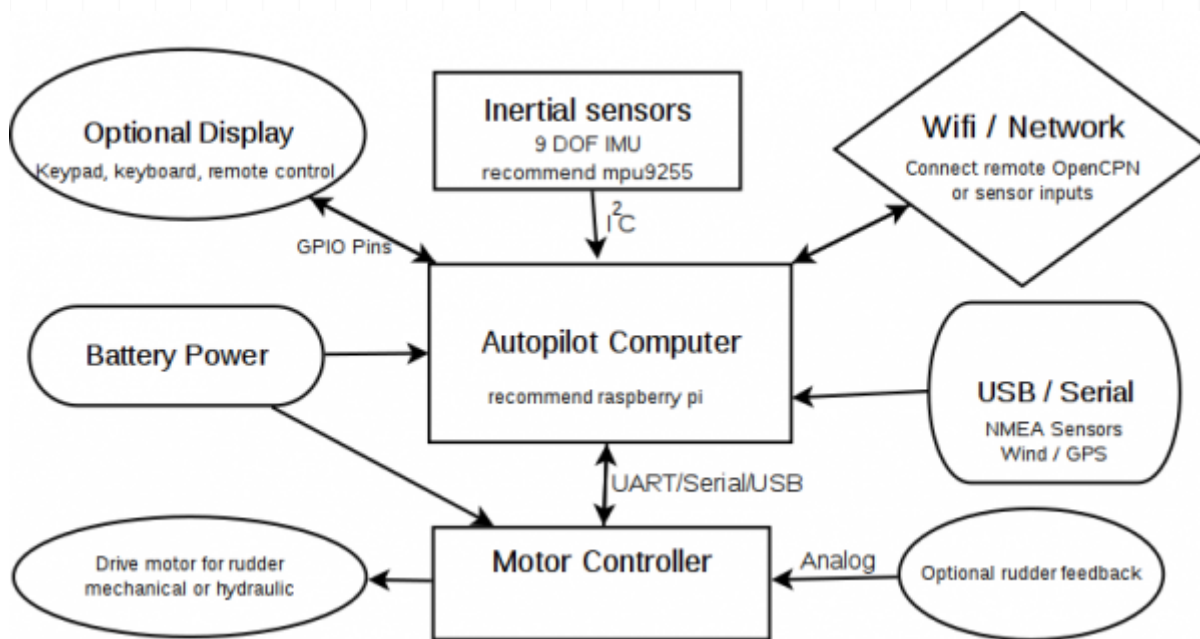 Optional Display
Keypad, keyboard, remote control
Inertial sensors
9 DOF IMU
recommend mpu9255
Wifi / Network
Connect remote OpenCPN
or sensor inputs
GPIO Pins
I²C
Battery Power
Autopilot Computer
recommend raspberry pi
USB / Serial
NMEA Sensors
Wind / GPS
UART/Serial/USB
Drive motor for rudder
mechanical or hydraulic
Motor Controller
Analog
Optional rudder feedback